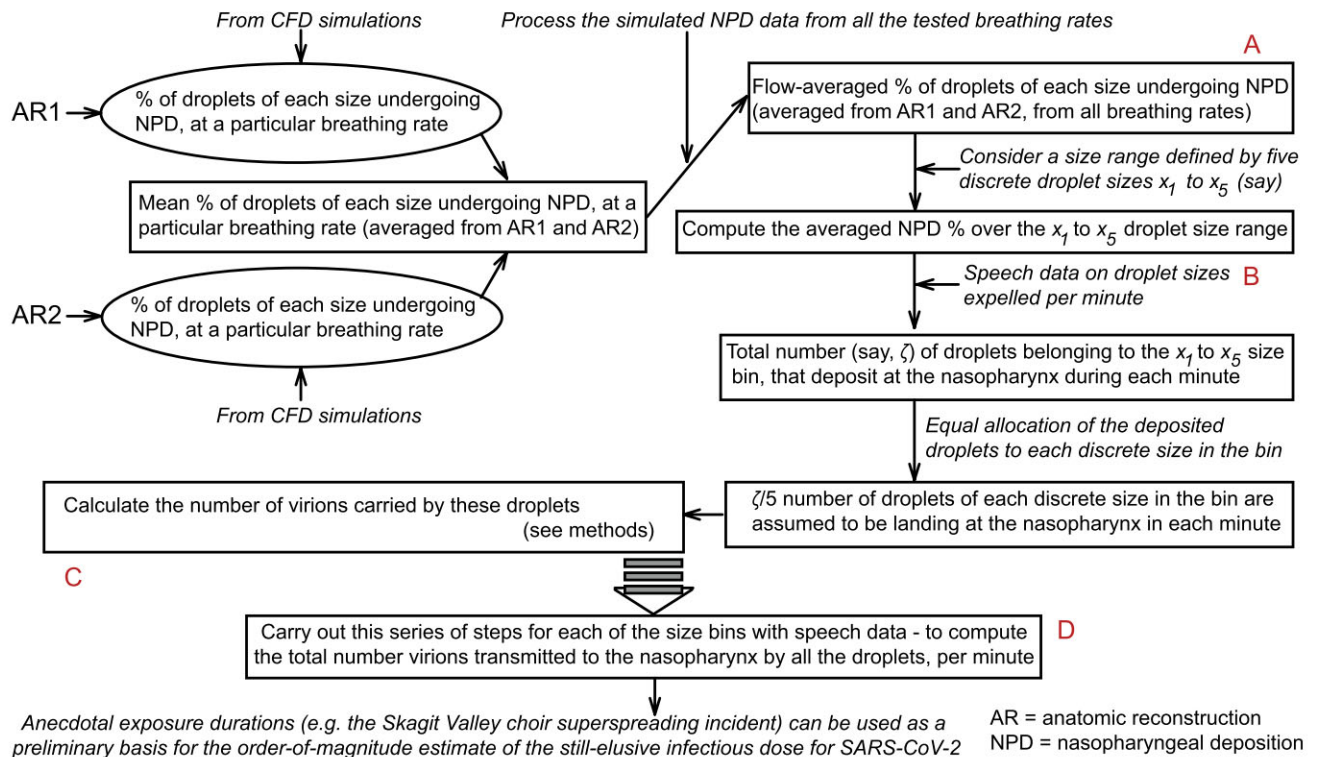 From CFD simulations
Process the simulated NPD data from all the tested breathing rates
A
AR1
% of droplets of each size undergoing
NPD, at a particular breathing rate
Flow-averaged % of droplets of each size undergoing NPD
(averaged from AR1 and AR2, from all breathing rates)
Consider a size range defined by five
discrete droplet sizes x1 to x5 (say)
Mean % of droplets of each size undergoing NPD, at a
particular breathing rate (averaged from AR1 and AR2)
Compute the averaged NPD % over the x1 to x5 droplet size range
B
Speech data on droplet sizes
expelled per minute
AR2
% of droplets of each size undergoing
NPD, at a particular breathing rate
From CFD simulations
Total number (say, ζ) of droplets belonging to the x1 to x5 size
bin, that deposit at the nasopharynx during each minute
Equal allocation of the deposited
droplets to each discrete size in the bin
ζ/5 number of droplets of each discrete size in the bin are
assumed to be landing at the nasopharynx in each minute
Calculate the number of virions carried by these droplets
(see methods)
C
D
Carry out this series of steps for each of the size bins with speech data - to compute
the total number virions transmitted to the nasopharynx by all the droplets, per minute
Anecdotal exposure durations (e.g. the Skagit Valley choir superspreading incident) can be used as a
preliminary basis for the order-of-magnitude estimate of the still-elusive infectious dose for SARS-CoV-2
AR = anatomic reconstruction
NPD = nasopharyngeal deposition